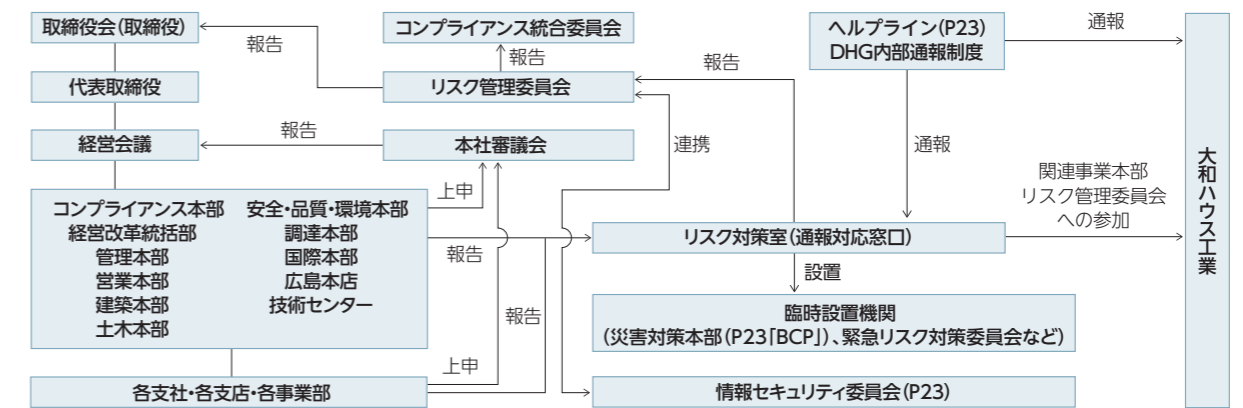 取締役会(取締役)
報告
コンプライアンス統合委員会
報告
ヘルプライン(P23)
DHG内部通報制度
通報
代表取締役
リスク管理委員会
報告
経営会議
報告
本社審議会
連携
通報
大和ハウス工業
上申
関連事業本部
リスク管理委員会
への参加
コンプライアンス本部
経営改革統括部
管理本部
営業本部
建築本部
土木本部
安全・品質・環境本部
調達本部
国際本部
広島本店
技術センター
報告
リスク対策室(通報対応窓口)
設置
報告
臨時設置機関
(災害対策本部(P23「BCP」)、緊急リスク対策委員会など)
上申
各支社・各支店・各事業部
情報セキュリティ委員会(P23)